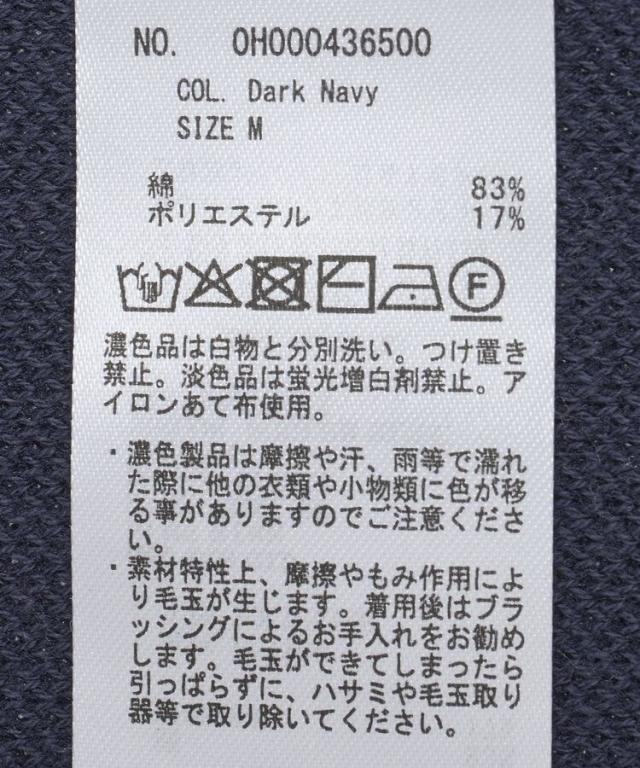 NO. 0H000436500
COL. Dark Navy
SIZE M
綿 83%
ポリエステル 17%
F
濃色品は白物と分別洗い。つけ置き
禁止。淡色品は蛍光増白剤禁止。ア
イロンあて布使用。
・濃色製品は摩擦や汗、雨等で濡れ
た際に他の衣類や小物類に色が移
る事がありますのでご注意くださ
い。
・素材特性上、摩擦やもみ作用によ
り毛玉が生じます。着用後はブラ
ッシングによるお手入れをお勧め
します。毛玉ができてしまったら
引っぱらずに、ハサミや毛玉取り
器等で取り除いてください。